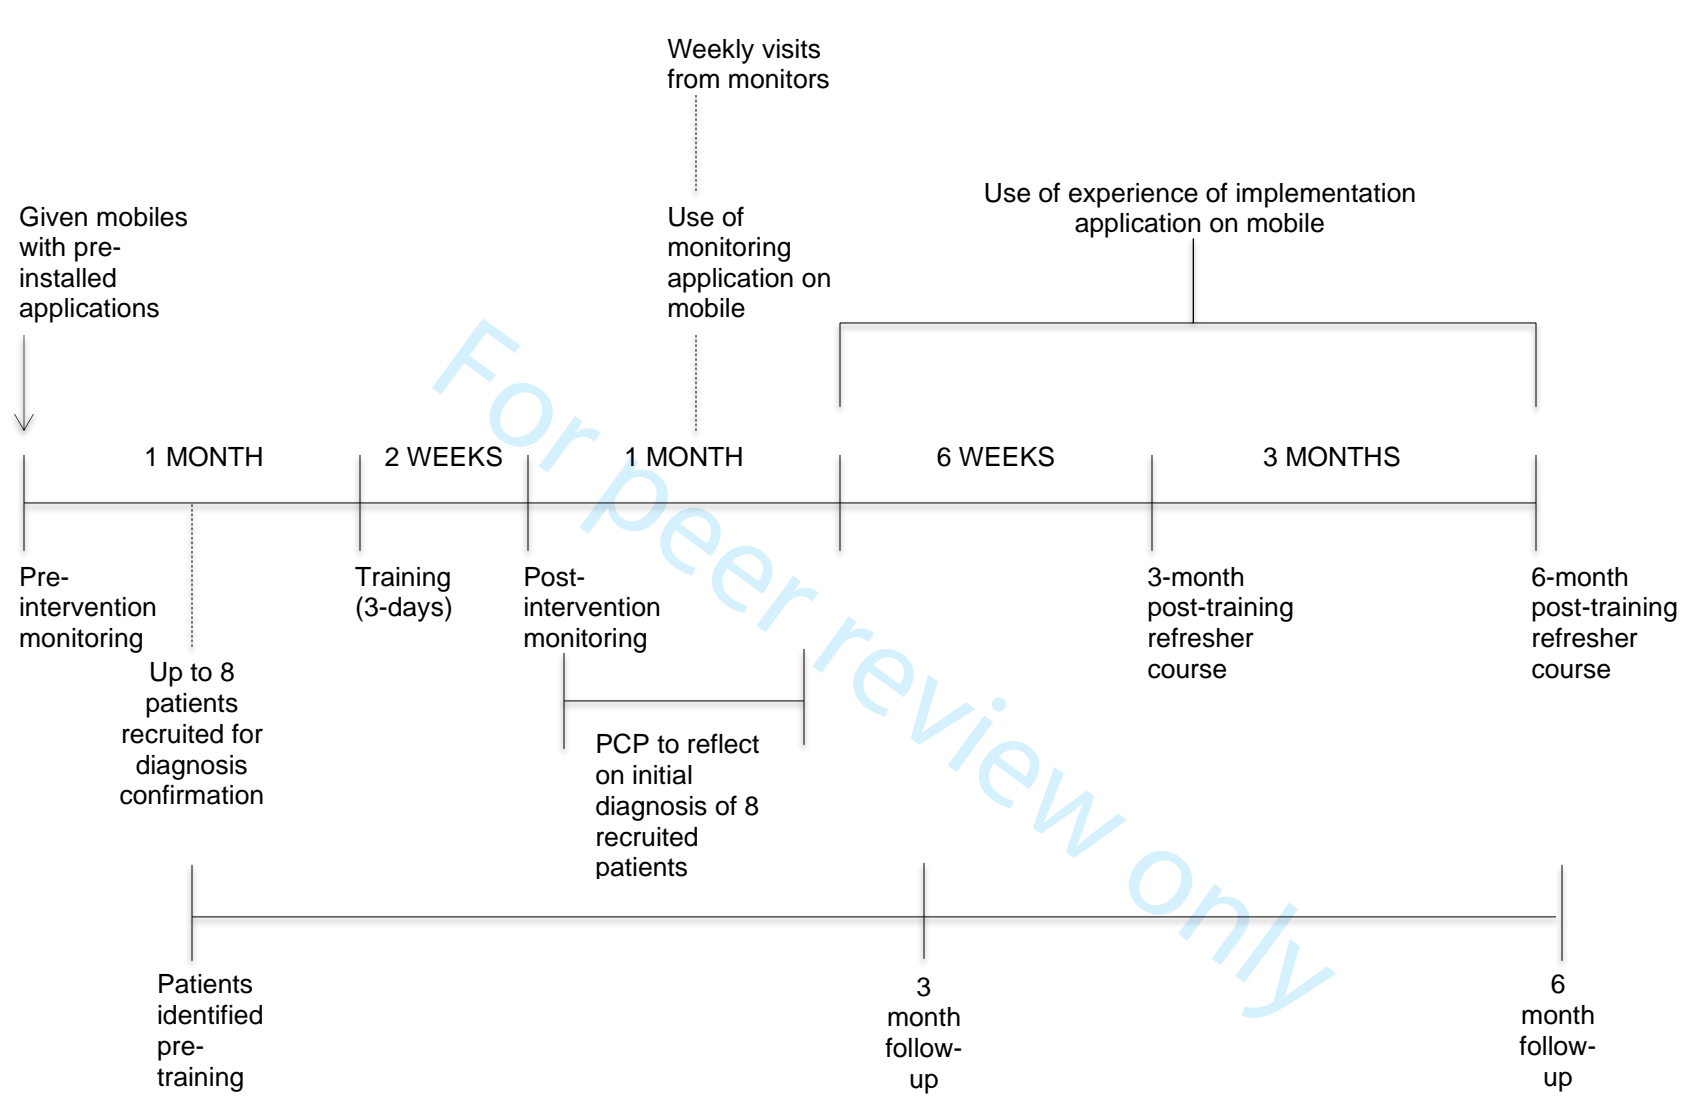 Weekly visits
from monitors
Given mobiles
with pre-
installed
applications
Use of
monitoring
application on
mobile
Use of experience of implementation
application on mobile
1 MONTH
2 WEEKS
1 MONTH
6 WEEKS
3 MONTHS
Pre-
intervention
monitoring
Training
(3-days)
Post-
intervention
monitoring
3-month
post-training
refresher
course
6-month
post-training
refresher
course
Up to 8
patients
recruited for
diagnosis
confirmation
PCP to reflect
on initial
diagnosis of 8
recruited
patients
Patients
identified
pre-
training
3
month
follow-
up
6
month
follow-
up
For peer review only